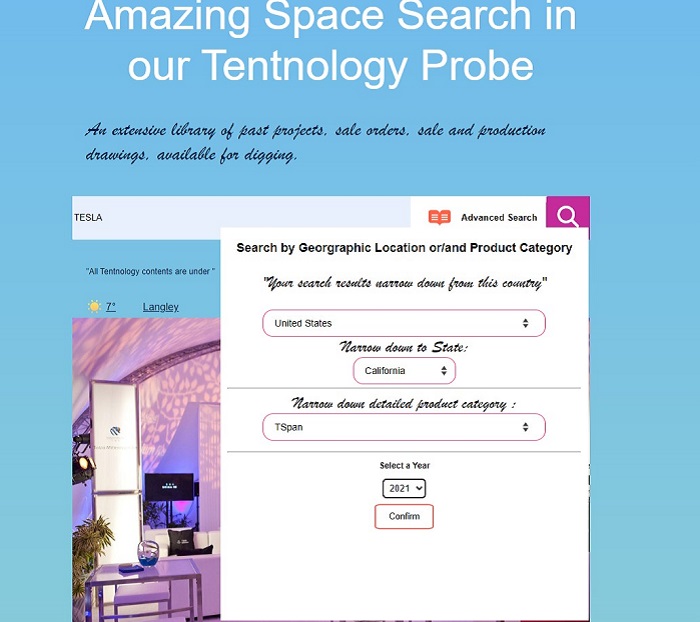 Amazing Space Search in
our Tentnology Probe
An extensive library of past projects, sale orders, sale and production
drawings, available for digging.
TESLA
Advanced Search
Search by Georgraphic Location or/and Product Category
"All Tentnology contents are under "
"Your search results narrow down from this country"
7° Langley
United States
Narrow down to State:
California
Narrow down detailed product category :
TSpan
Select a Year
2021
Confirm